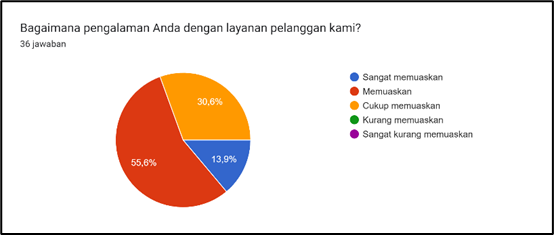 Bagaimana pengalaman Anda dengan layanan pelanggan kami?
36 jawaban
Sangat memuaskan
Memuaskan
Cukup memuaskan
Kurang memuaskan
Sangat kurang memuaskan
30,6%
13,9%
55,6%